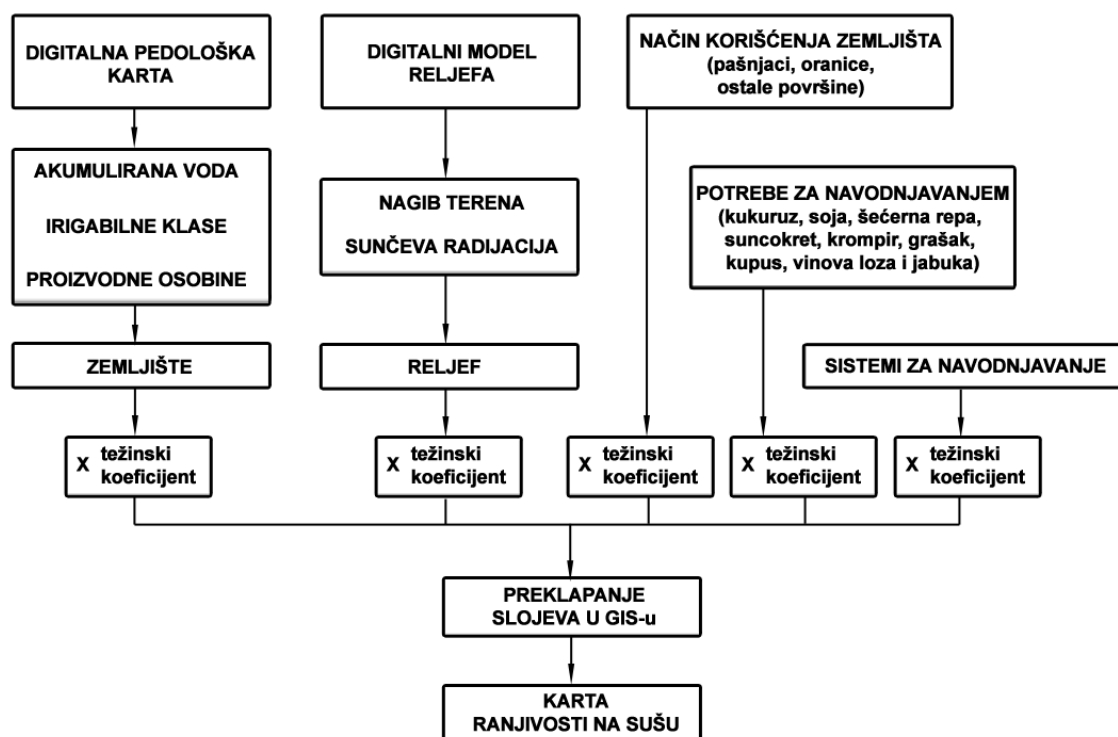 DIGITALNA PEDOLOŠKA
KARTA
DIGITALNI MODEL
RELJEFA
NAČIN KORIŠĆENJA ZEMLJIŠTA
(pašnjaci, oranice,
ostale površine)
AKUMULIRANA VODA
IRIGABILNE KLASE
PROIZVODNE OSOBINE
NAGIB TERENA
SUNČEVA RADIJACIJA
POTREBE ZA NAVODNJAVANJEM
(kukuruz, soja, šećerna repa,
suncokret, krompir, grašak,
kupus, vinova loza i jabuka)
ZEMLJIŠTE
RELJEF
SISTEMI ZA NAVODNJAVANJE
X težinski
koeficijent
X težinski
koeficijent
X težinski
koeficijent
X težinski
koeficijent
X težinski
koeficijent
PREKLAPANJE
SLOJEVA U GIS-u
KARTA
RANJIVOSTI NA SUŠU